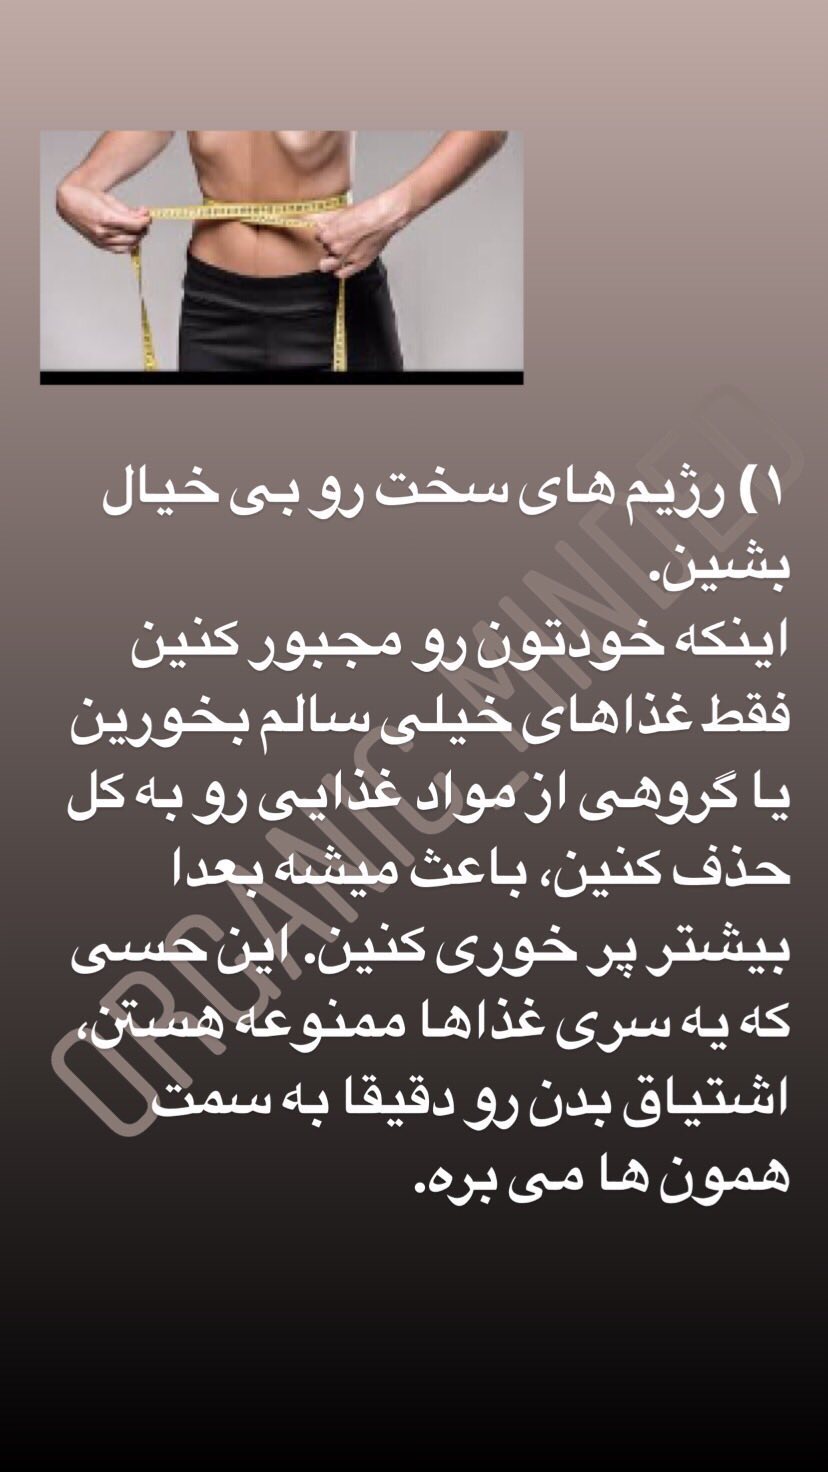 ۱) رژیم های سخت رو بی خیال
بشین.
اینکه خودتون رو مجبور کنین
فقط غذاهای خیلی سالم بخورین
یا گروهی از مواد غذایی رو به کل
حذف کنین، باعث میشه بعدا
بیشتر پر خوری کنین. این حسی
که یه سری غذاها ممنوعه هستن،
اشتیاق بدن رو دقیقا به سمت
همون ها می بره.
ORGANIC_MINDED